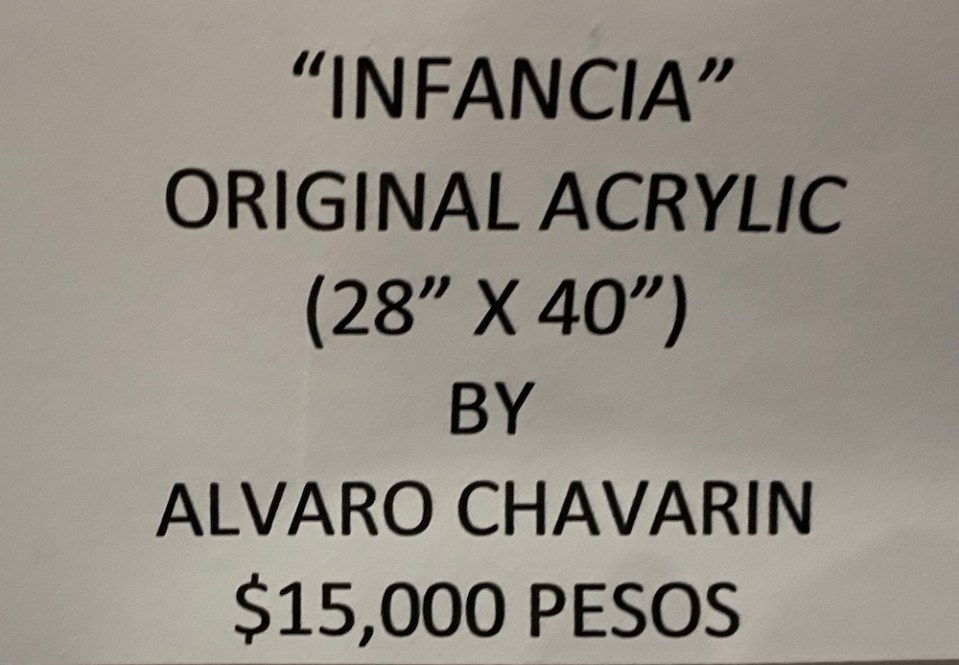 “INFANCIA”
ORIGINAL ACRYLIC
(28” X 40”)
BY
ALVARO CHAVARIN
$15,000 PESOS